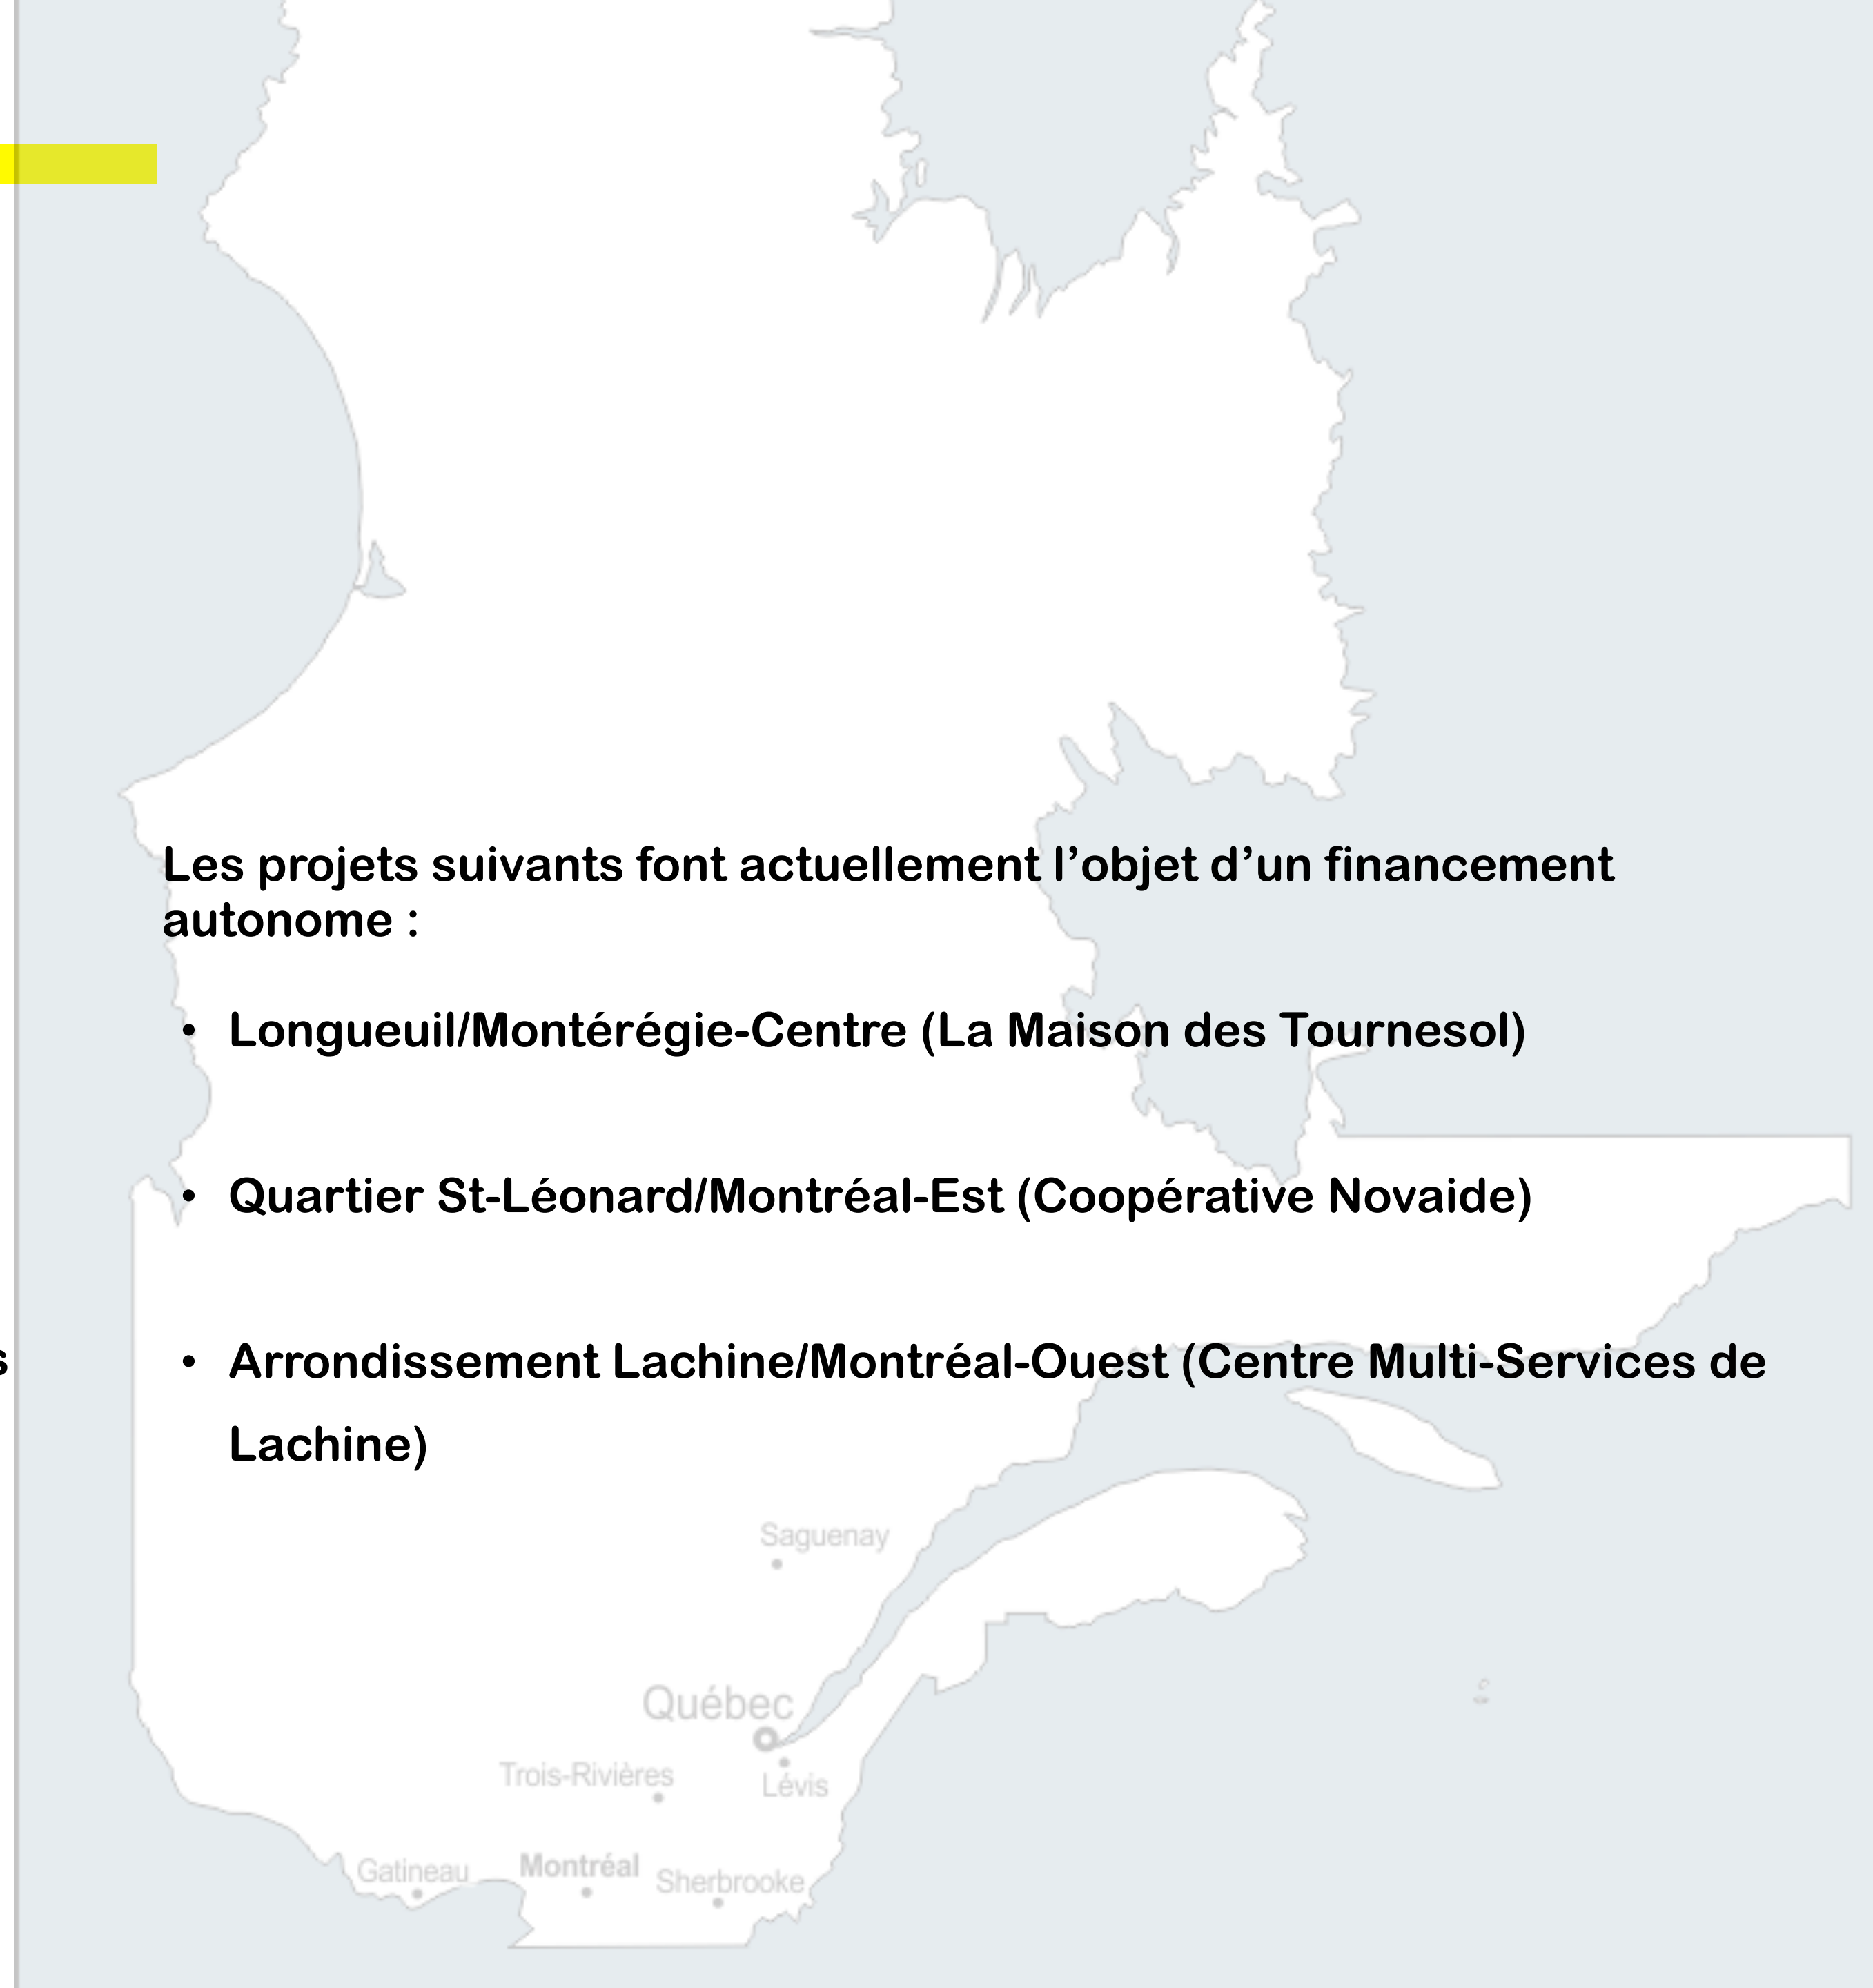 Les projets suivants font actuellement l’objet d’un financement
autonome :
• Longueuil/Montérégie-Centre (La Maison des Tournesol)
• Quartier St-Léonard/Montréal-Est (Coopérative Novaide)
• Arrondissement Lachine/Montréal-Ouest (Centre Multi-Services de
Lachine)
Saguenay
Québec
Trois-Rivières
Lévis
Gatineau
Montréal
Sherbrooke